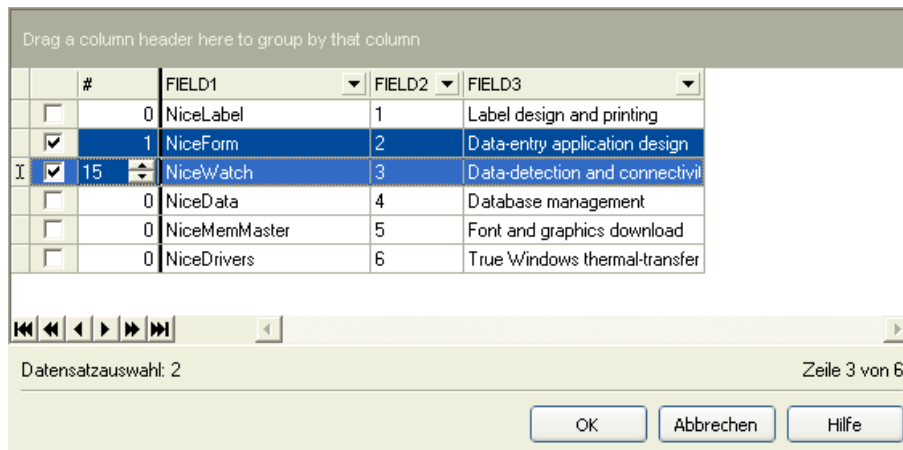 Drag a column header here to group by that column
# FIELD1 FIELD2 FIELD3
0 NiceLabel 1 Label design and printing
1 NiceForm 2 Data-entry application design
15 NiceWatch 3 Data-detection and connectivit
0 NiceData 4 Database management
0 NiceMemMaster 5 Font and graphics download
0 NiceDrivers 6 True Windows thermal-transfer
Datensatzauswahl: 2 Zeile 3 von 6
OK Abbrechen Hilfe